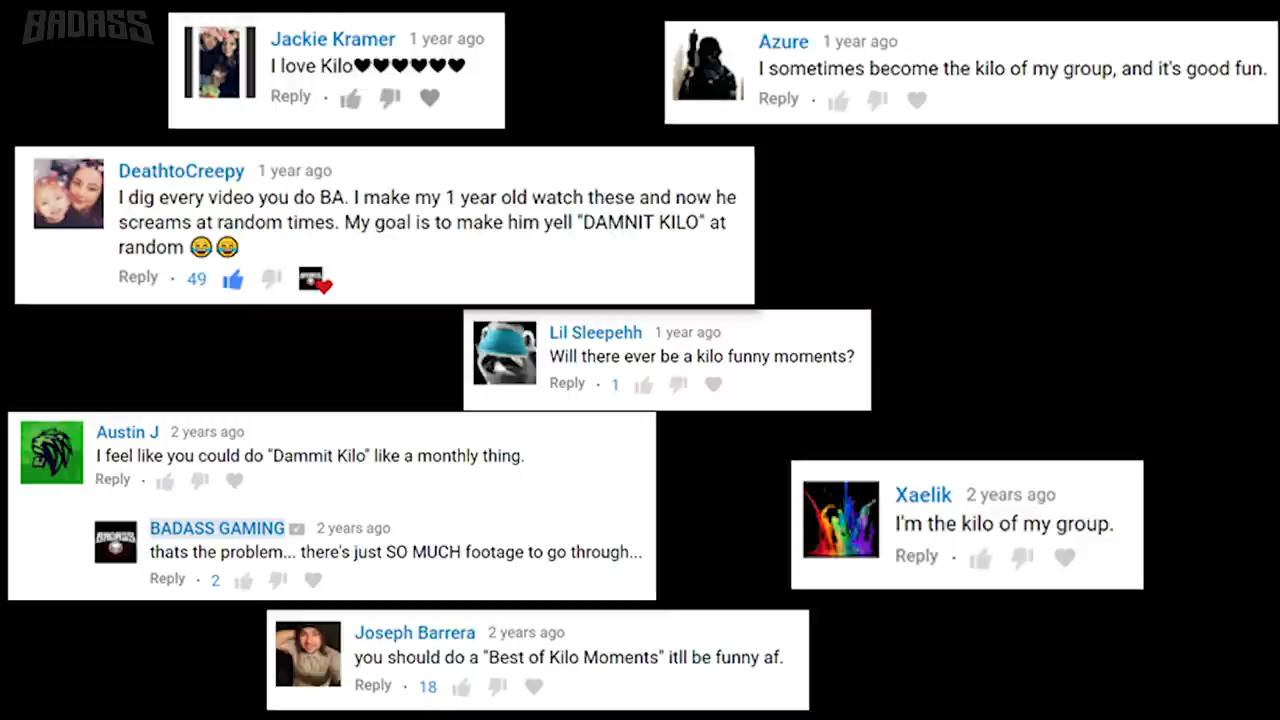 BADASS
Jackie Kramer 1 year ago
I love Kilo🖤🖤🖤🖤🖤🖤
Reply
Azure 1 year ago
I sometimes become the kilo of my group, and it's good fun.
Reply
DeathtoCreepy 1 year ago
I dig every video you do BA. I make my 1 year old watch these and now he
screams at random times. My goal is to make him yell "DAMNIT KILO" at
random 😂😂
Reply · 49
Lil Sleepehh 1 year ago
Will there ever be a kilo funny moments?
Reply · 1
Austin J 2 years ago
I feel like you could do "Dammit Kilo" like a monthly thing.
Reply
BADASS GAMING 2 years ago
thats the problem... there's just SO MUCH footage to go through...
Reply · 2
Xaelik 2 years ago
I'm the kilo of my group.
Reply
Joseph Barrera 2 years ago
you should do a "Best of Kilo Moments" itll be funny af.
Reply · 18